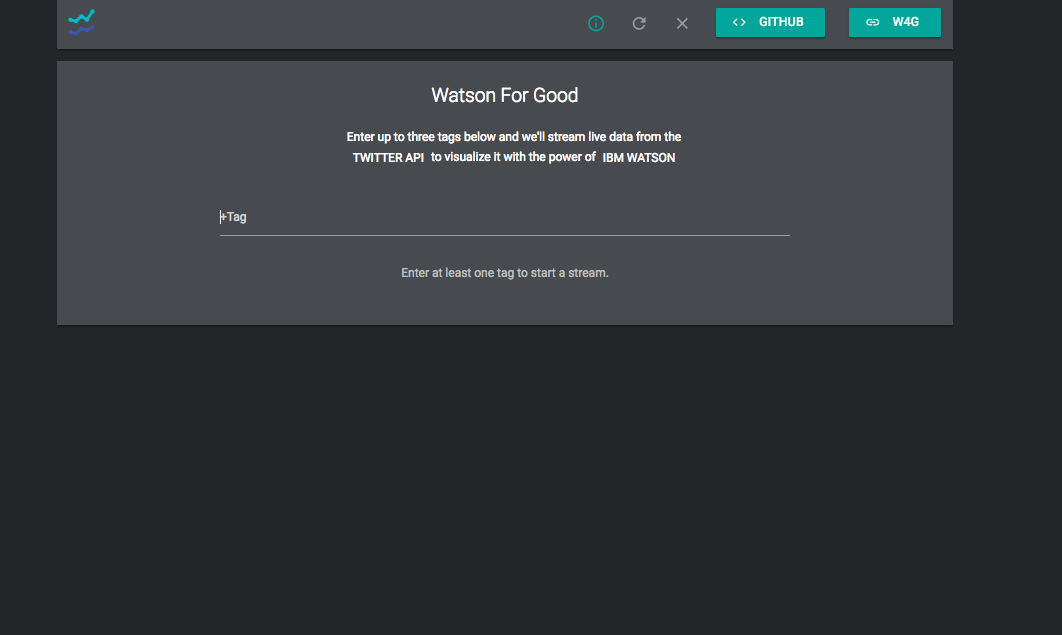 GITHUB
W4G
Watson For Good
Enter up to three tags below and we'll stream live data from the
TWITTER API to visualize it with the power of IBM WATSON
+Tag
Enter at least one tag to start a stream.